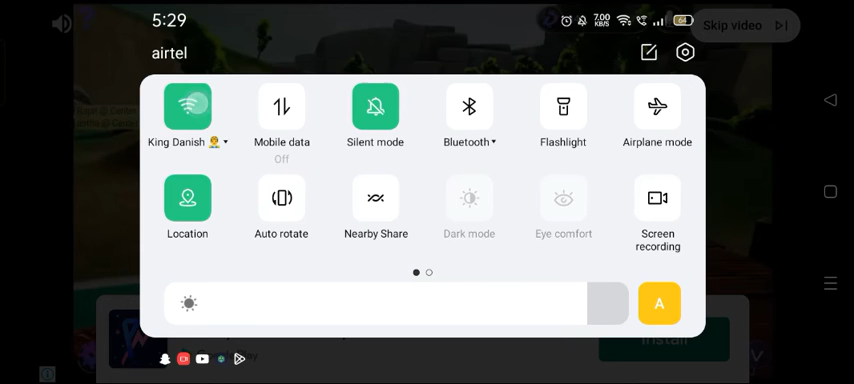 5:29
7.00
KB/S
64
Skip video
airtel
King Danish 🤴
Mobile data
Off
Silent mode
Bluetooth
Flashlight
Airplane mode
Location
Auto rotate
Nearby Share
Dark mode
Eye comfort
Screen
recording
A
Install